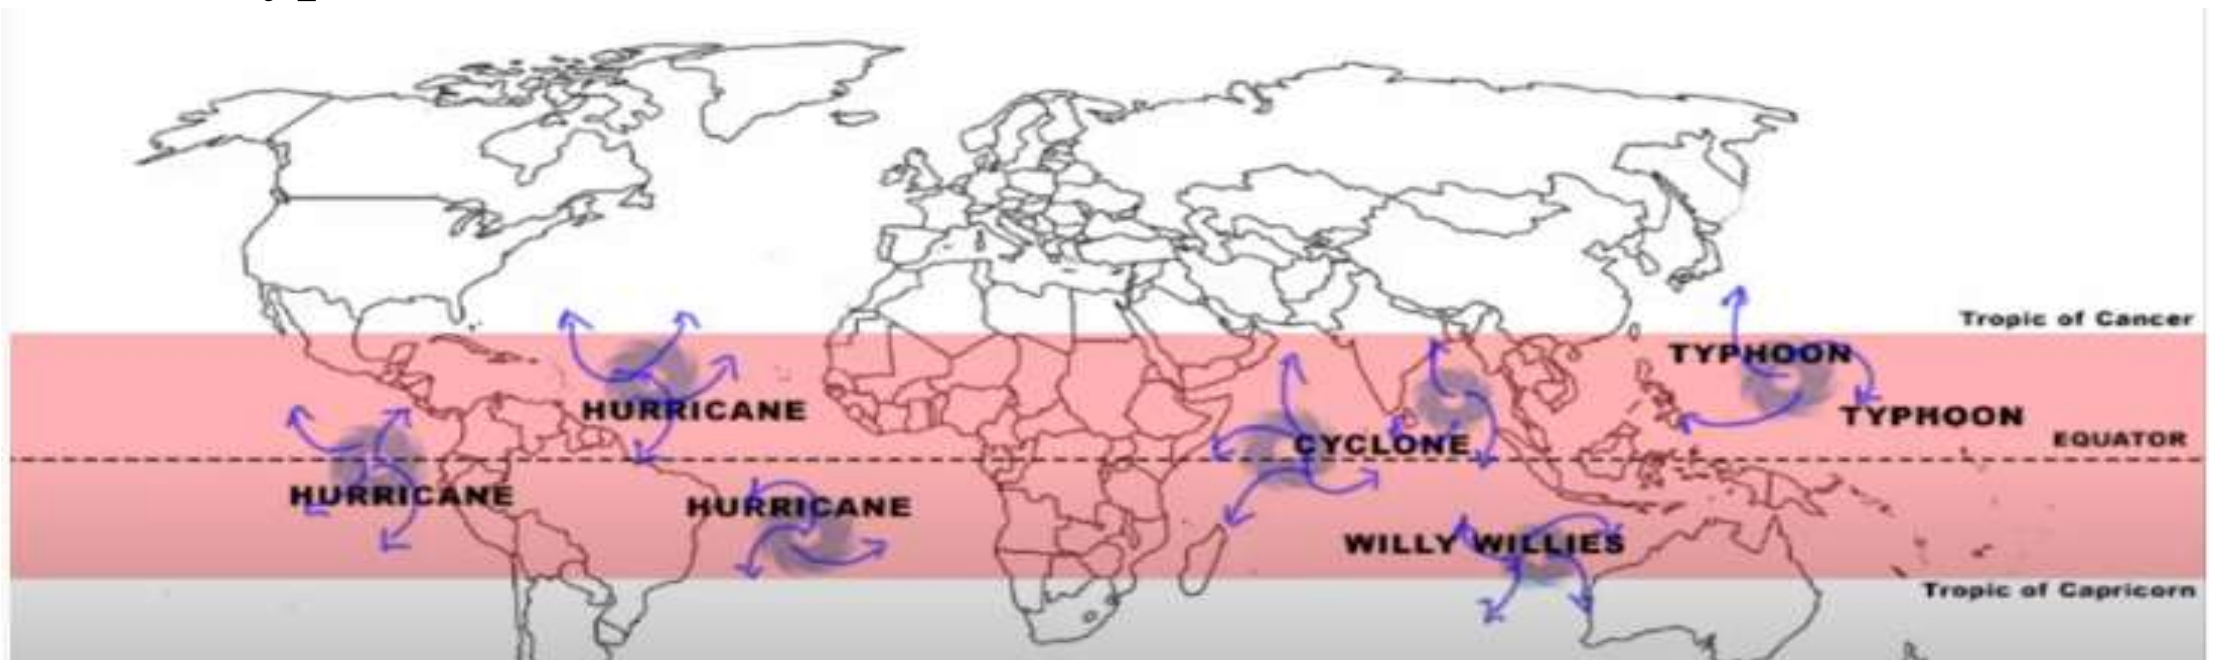 Tropic of Cancer
TYPHOON
HURRICANE
TYPHOON
EQUATOR
CYCLONE
HURRICANE
HURRICANE
WILLY WILLIES
Tropic of Capricorn